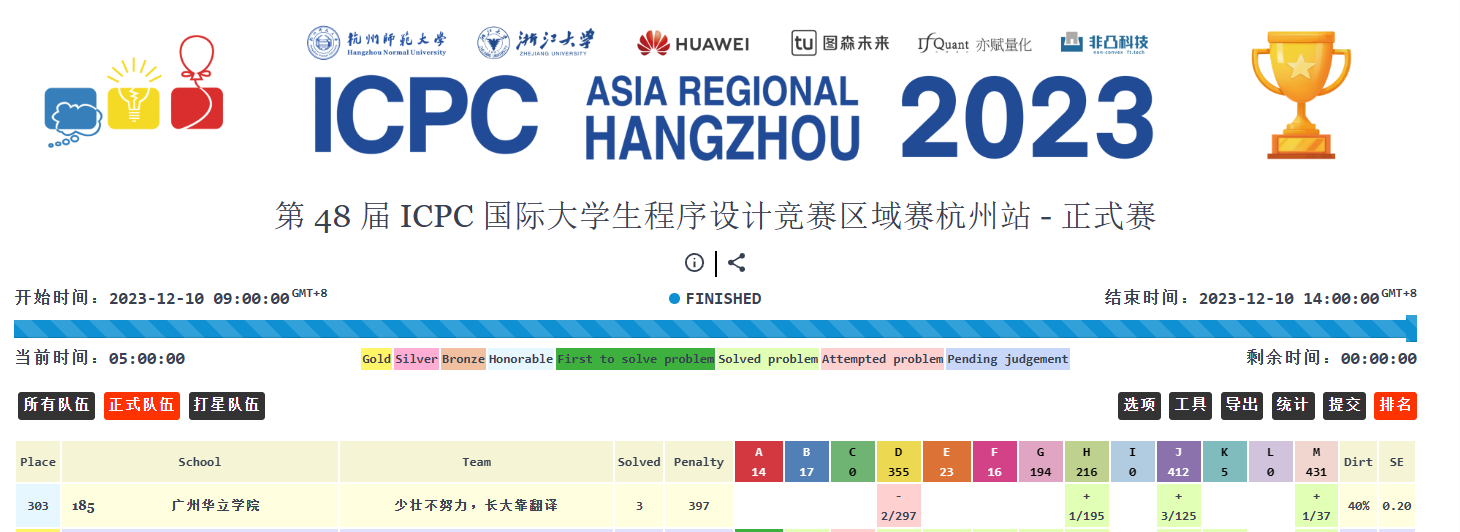 杭州师范大学 浙江大学 HUAWEI tu 图森未来 IfQuant 亦赋量化 非凸科技
Hangzhou Normal University ZHEJIANG UNIVERSITY non-convex ft.tech
ICPC ASIA REGIONAL HANGZHOU 2023
第 48 届 ICPC 国际大学生程序设计竞赛区域赛杭州站 - 正式赛
开始时间：2023-12-10 09:00:00 GMT+8 FINISHED 结束时间：2023-12-10 14:00:00 GMT+8
当前时间：05:00:00 Gold Silver Bronze Honorable First to solve problem Solved problem Attempted problem Pending judgement 剩余时间：00:00:00
所有队伍 正式队伍 打星队伍 选项 工具 导出 统计 提交 排名
Place School Team Solved Penalty A B C D E F G H I J K L M Dirt SE
14 17 0 355 23 16 194 216 0 412 5 0 431
303 185 广州华立学院 少壮不努力，长大靠翻译 3 397 - + + + 40% 0.20
2/297 1/195 3/125 1/37